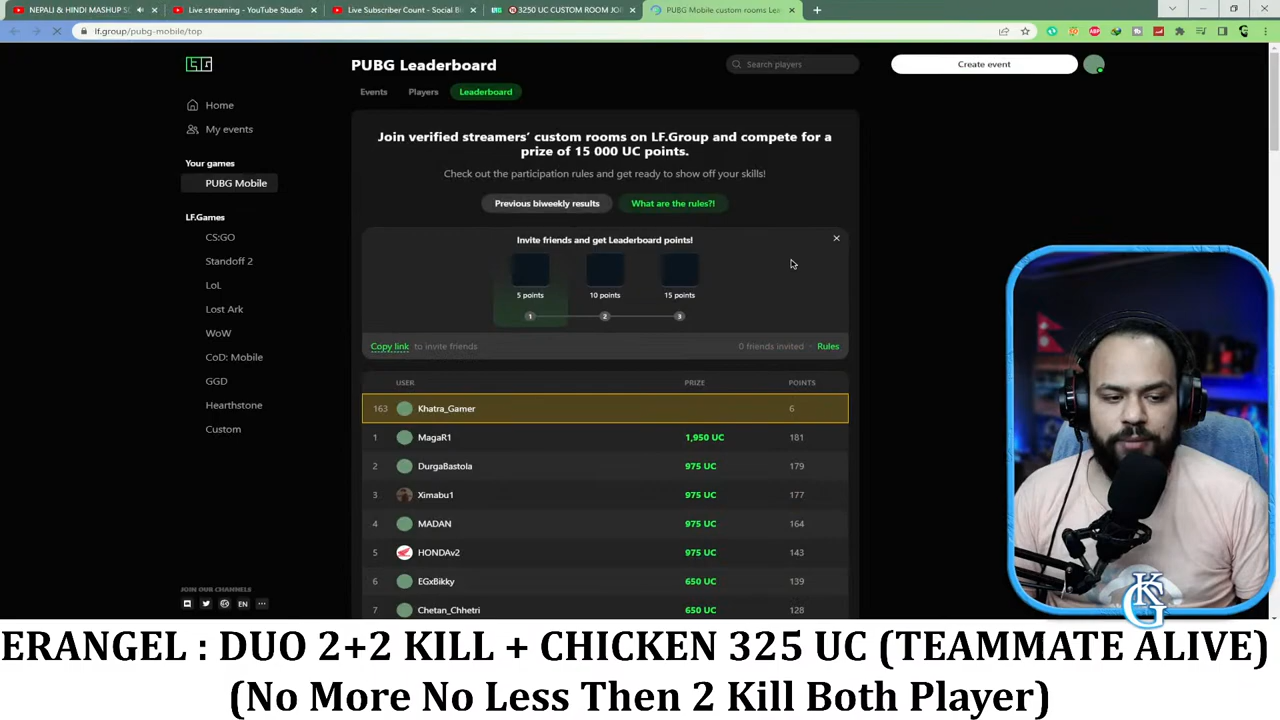 NEPALI & HINDI MASHUP S
Live streaming - YouTube Studio
Live Subscriber Count - Social B
3250 UC CUSTOM ROOM JO
PUBG Mobile custom rooms Lea
lf.group/pubg-mobile/top
LFG
PUBG Leaderboard
Search players
Create event
Events
Players
Leaderboard
Home
My events
Your games
PUBG Mobile
LF.Games
CS:GO
Standoff 2
LoL
Lost Ark
WoW
CoD: Mobile
GGD
Hearthstone
Custom
JOIN OUR CHANNELS
EN
Join verified streamers' custom rooms on LF.Group and compete for a
prize of 15 000 UC points.
Check out the participation rules and get ready to show off your skills!
Previous biweekly results
What are the rules?!
Invite friends and get Leaderboard points!
5 points 10 points 15 points
1 2 3
Copy link to invite friends 0 friends invited · Rules
USER PRIZE POINTS
163 Khatra_Gamer 6
1 MagaR1 1,950 UC 181
2 DurgaBastola 975 UC 179
3 Ximabu1 975 UC 177
4 MADAN 975 UC 164
5 HONDAv2 975 UC 143
6 EGxBikky 650 UC 139
7 Chetan_Chhetri 650 UC 128
KG
ERANGEL : DUO 2+2 KILL + CHICKEN 325 UC (TEAMMATE ALIVE)
(No More No Less Then 2 Kill Both Player)